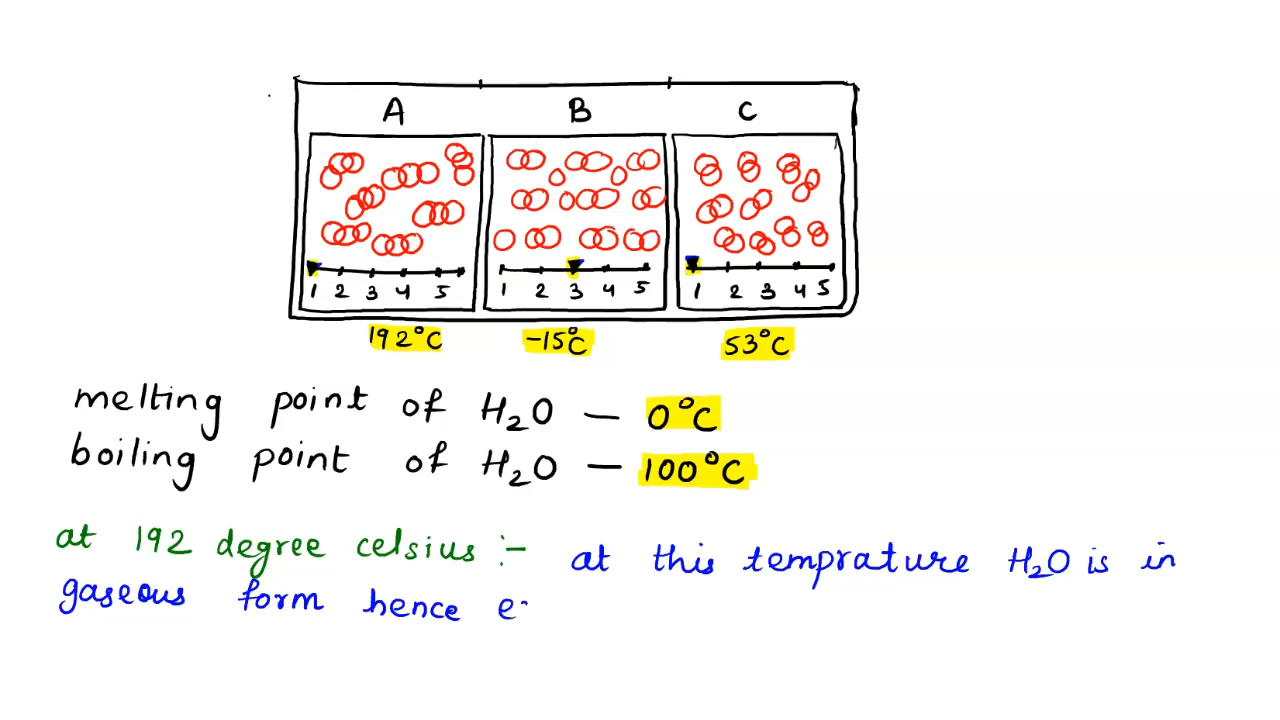 A B C
1 2 3 4 5 1 2 3 4 5 1 2 3 4 5
192°C -15°C 53°C
melting point of H₂O — 0°C
boiling point of H₂O — 100°C
at 192 degree celsius :- at this temprature H₂O is in
gaseous form hence e